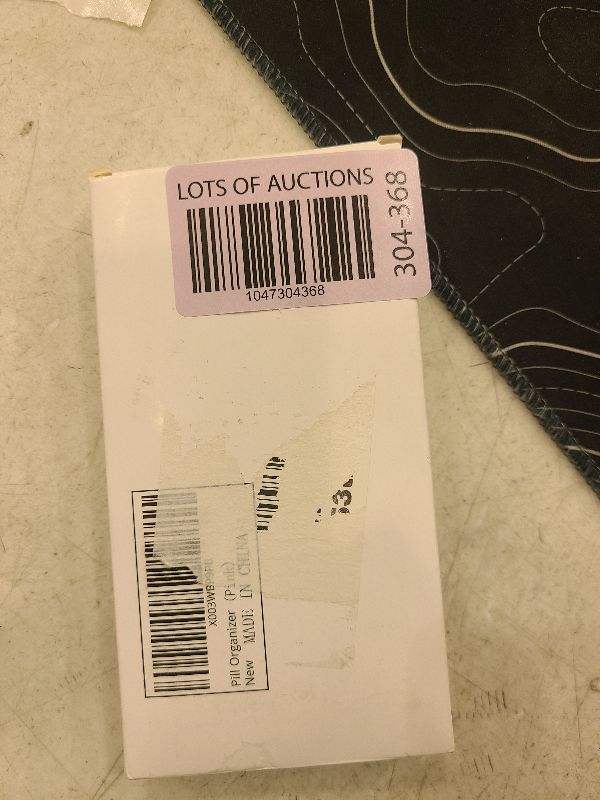 LOTS OF AUCTIONS
1047304368
304-368
Pill Organizer (Pink)
New MADE IN CHINA